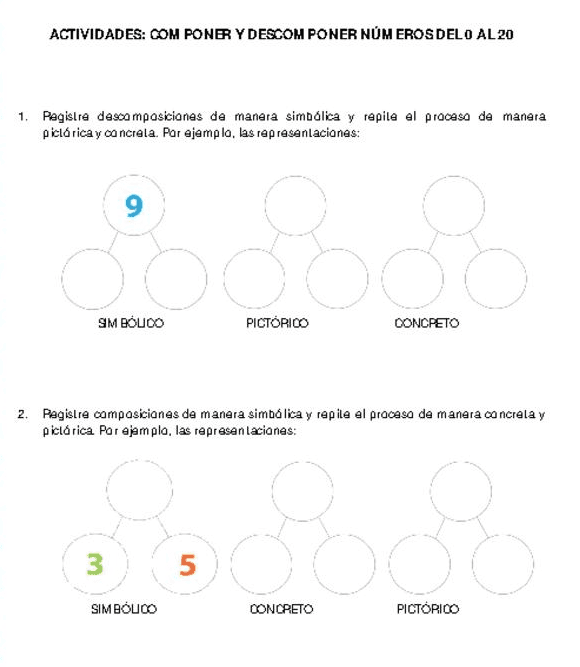 ACTIVIDADES: COMPONER Y DESCOMPONER NÚMEROS DEL 0 AL 20
1. Registre descomposiciones de manera simbólica y repite el proceso de manera
pictórica y concreta. Por ejemplo, las representaciones:
9
SIMBÓLICO PICTÓRICO CONCRETO
2. Registre composiciones de manera simbólica y repite el proceso de manera concreta y
pictórica. Por ejemplo, las representaciones:
3 5
SIMBÓLICO CONCRETO PICTÓRICO